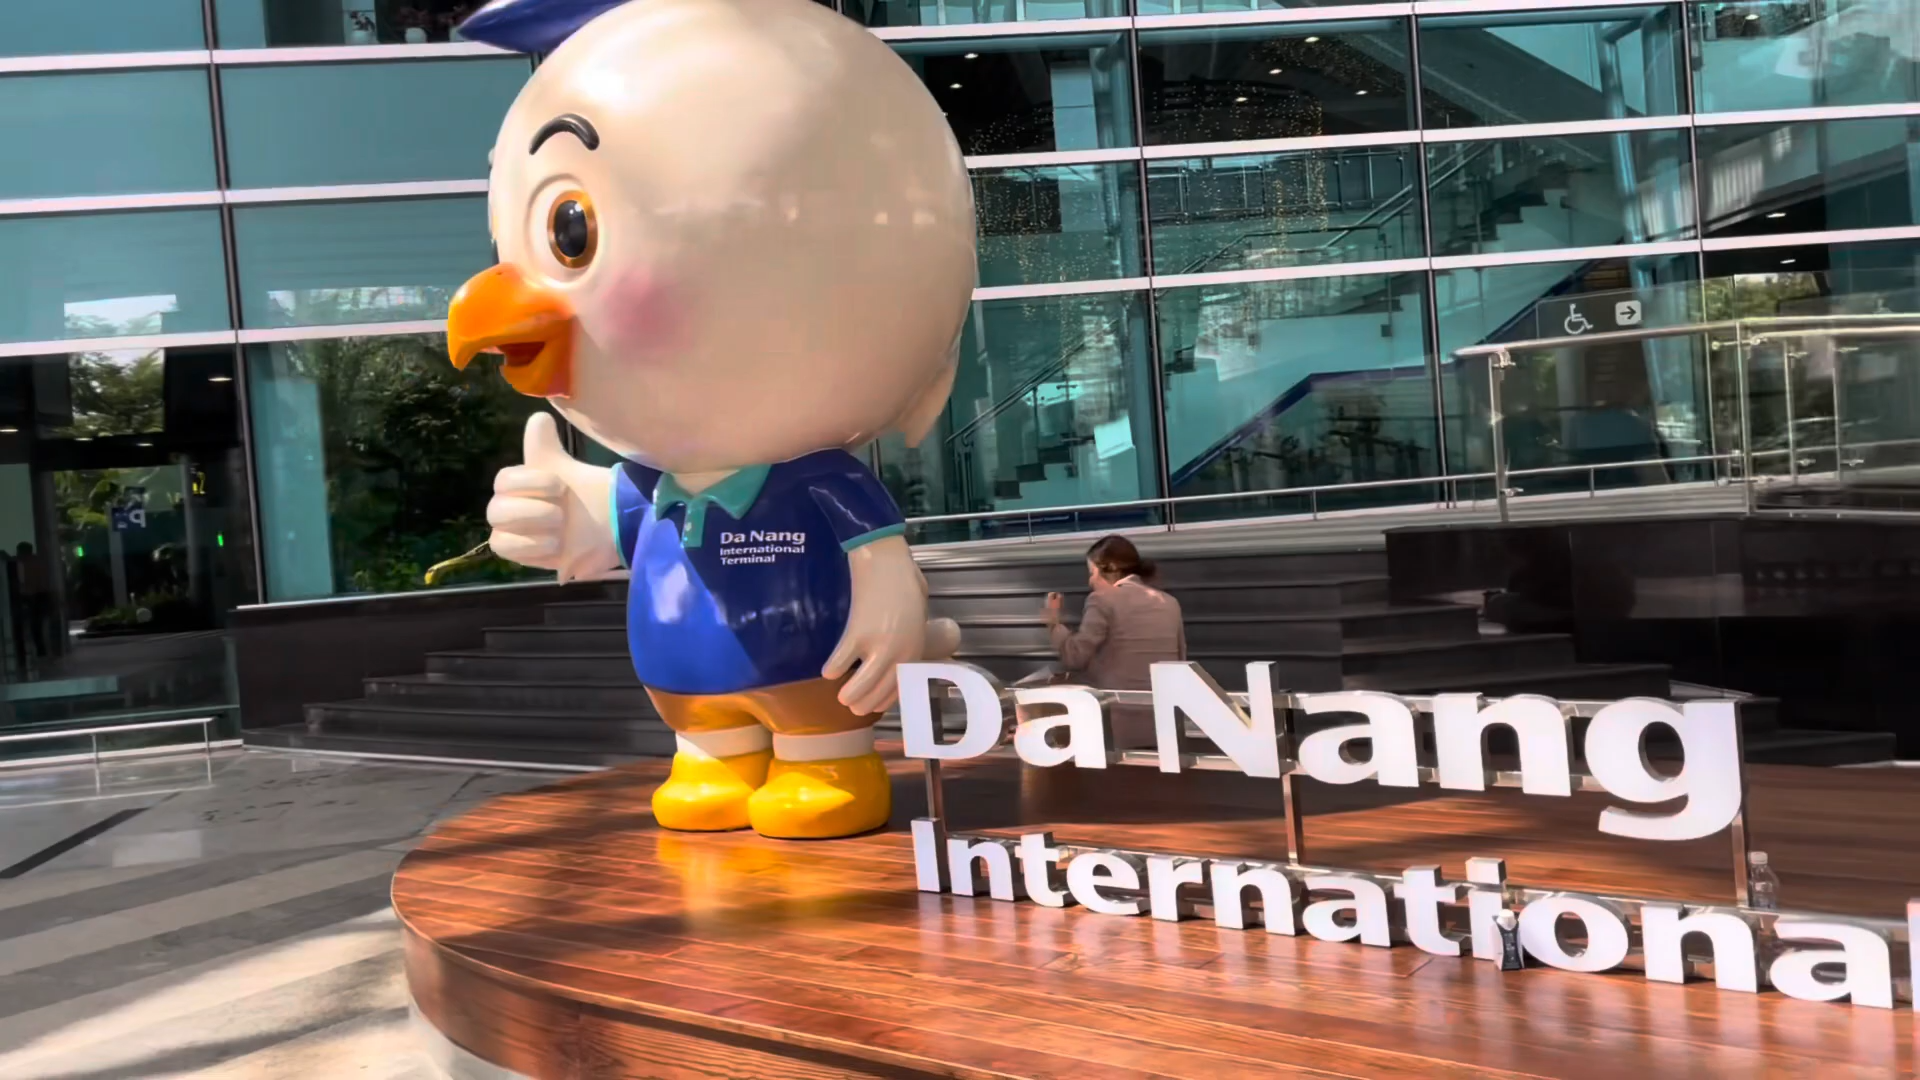 Da Nang
International
Terminal
Da Nang
Internationa